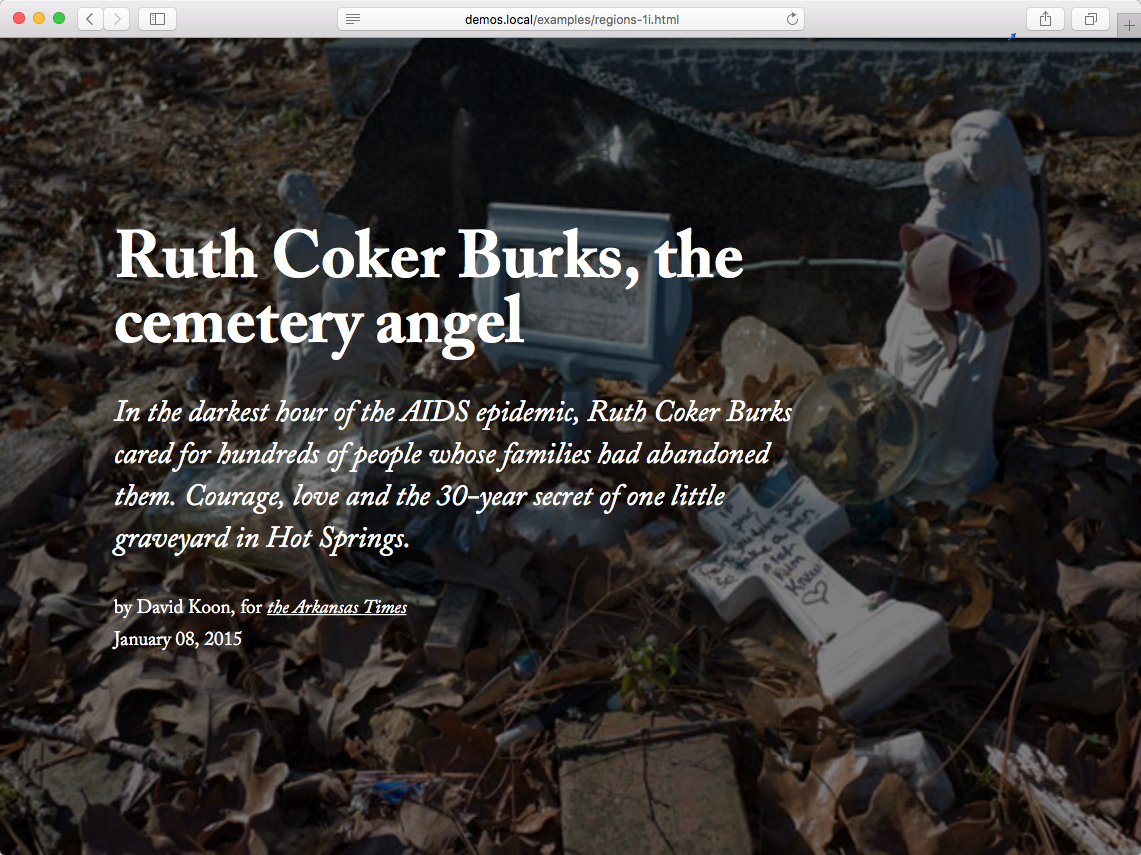 demos.local/examples/regions-1i.html
Ruth Coker Burks, the
cemetery angel
In the darkest hour of the AIDS epidemic, Ruth Coker Burks
cared for hundreds of people whose families had abandoned
them. Courage, love and the 30-year secret of one little
graveyard in Hot Springs.
by David Koon, for the Arkansas Times
January 08, 2015